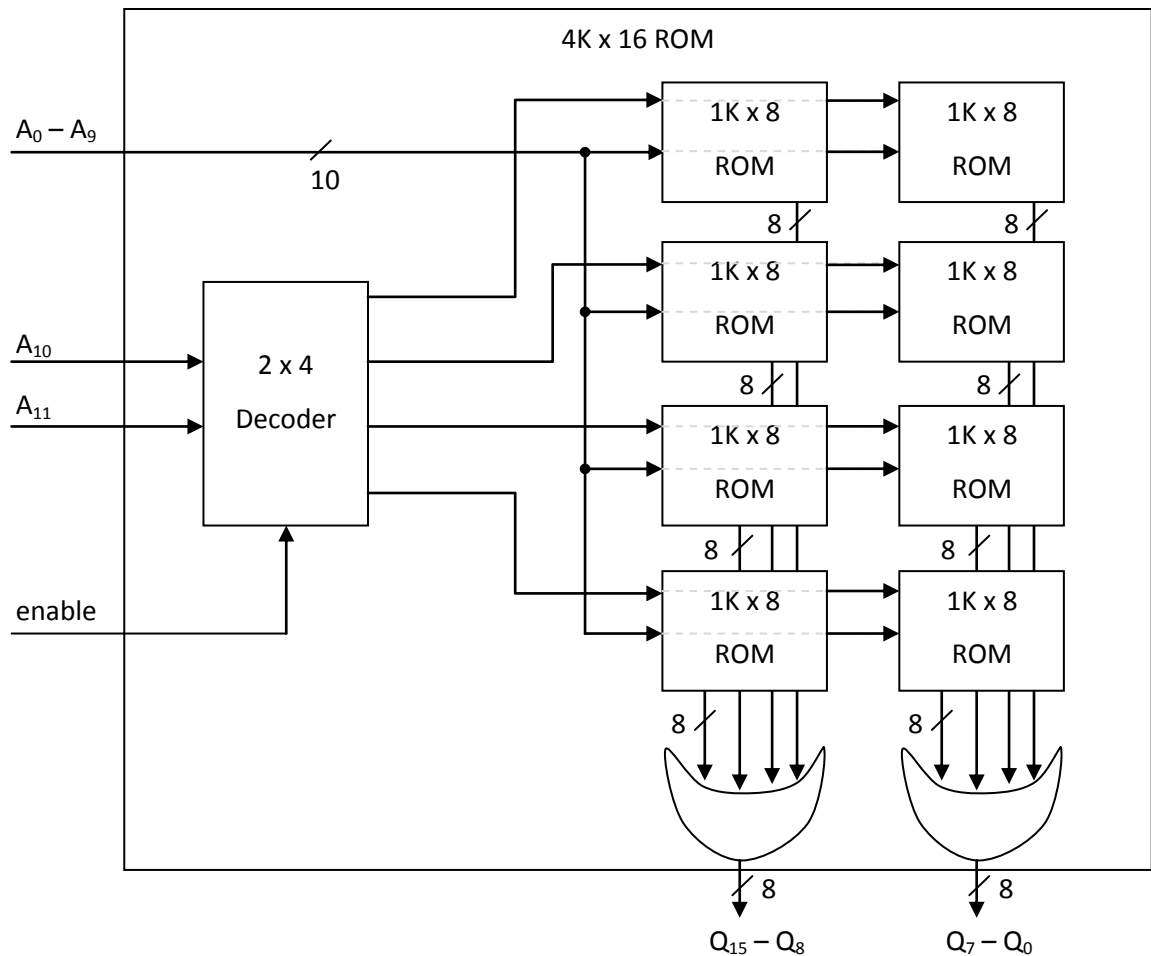 4K x 16 ROM
A₀ – A₉
10
1K x 8
ROM
1K x 8
ROM
8
8
1K x 8
ROM
1K x 8
ROM
A₁₀
A₁₁
2 x 4
Decoder
8
8
1K x 8
ROM
1K x 8
ROM
8
8
enable
1K x 8
ROM
1K x 8
ROM
8
8
8
8
Q₁₅ – Q₈
Q₇ – Q₀